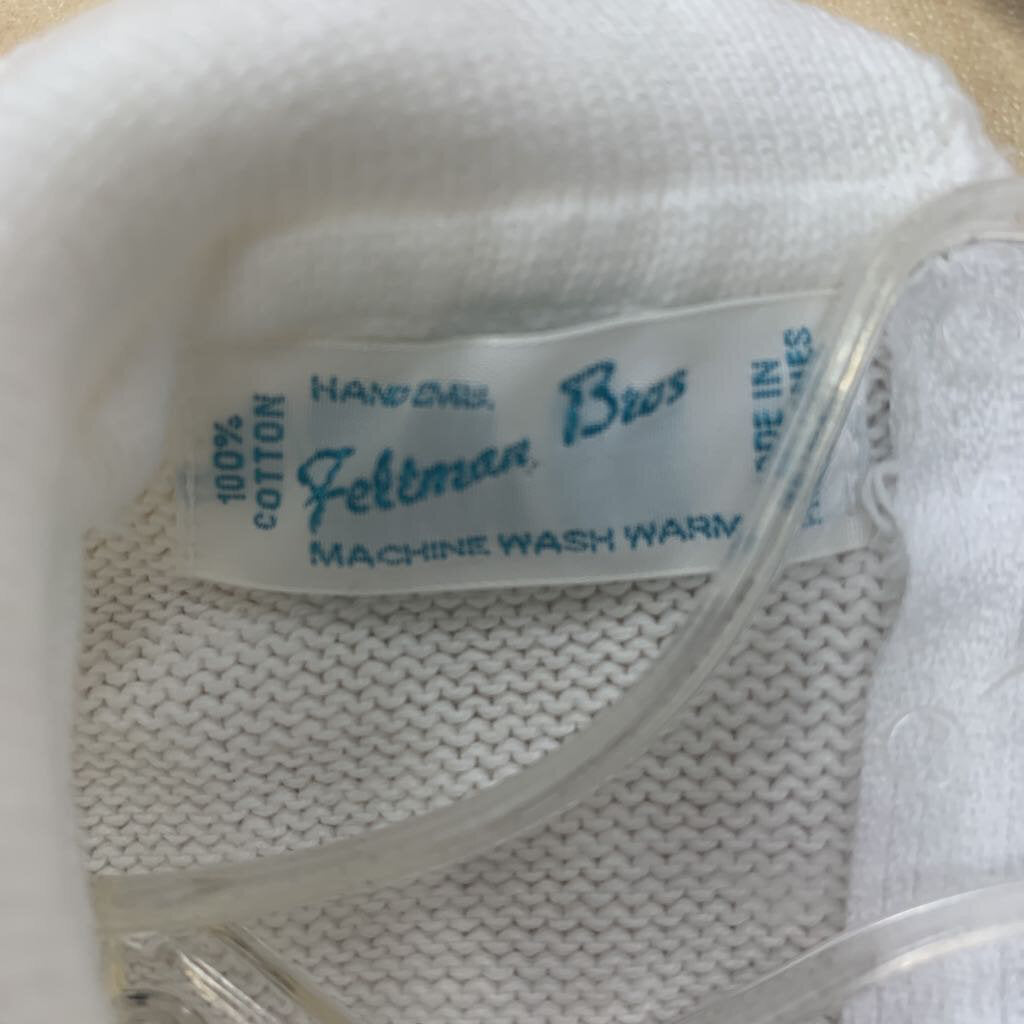 100%
COTTON
HAND EMB.
Feltman Bros
MACHINE WASH WARM